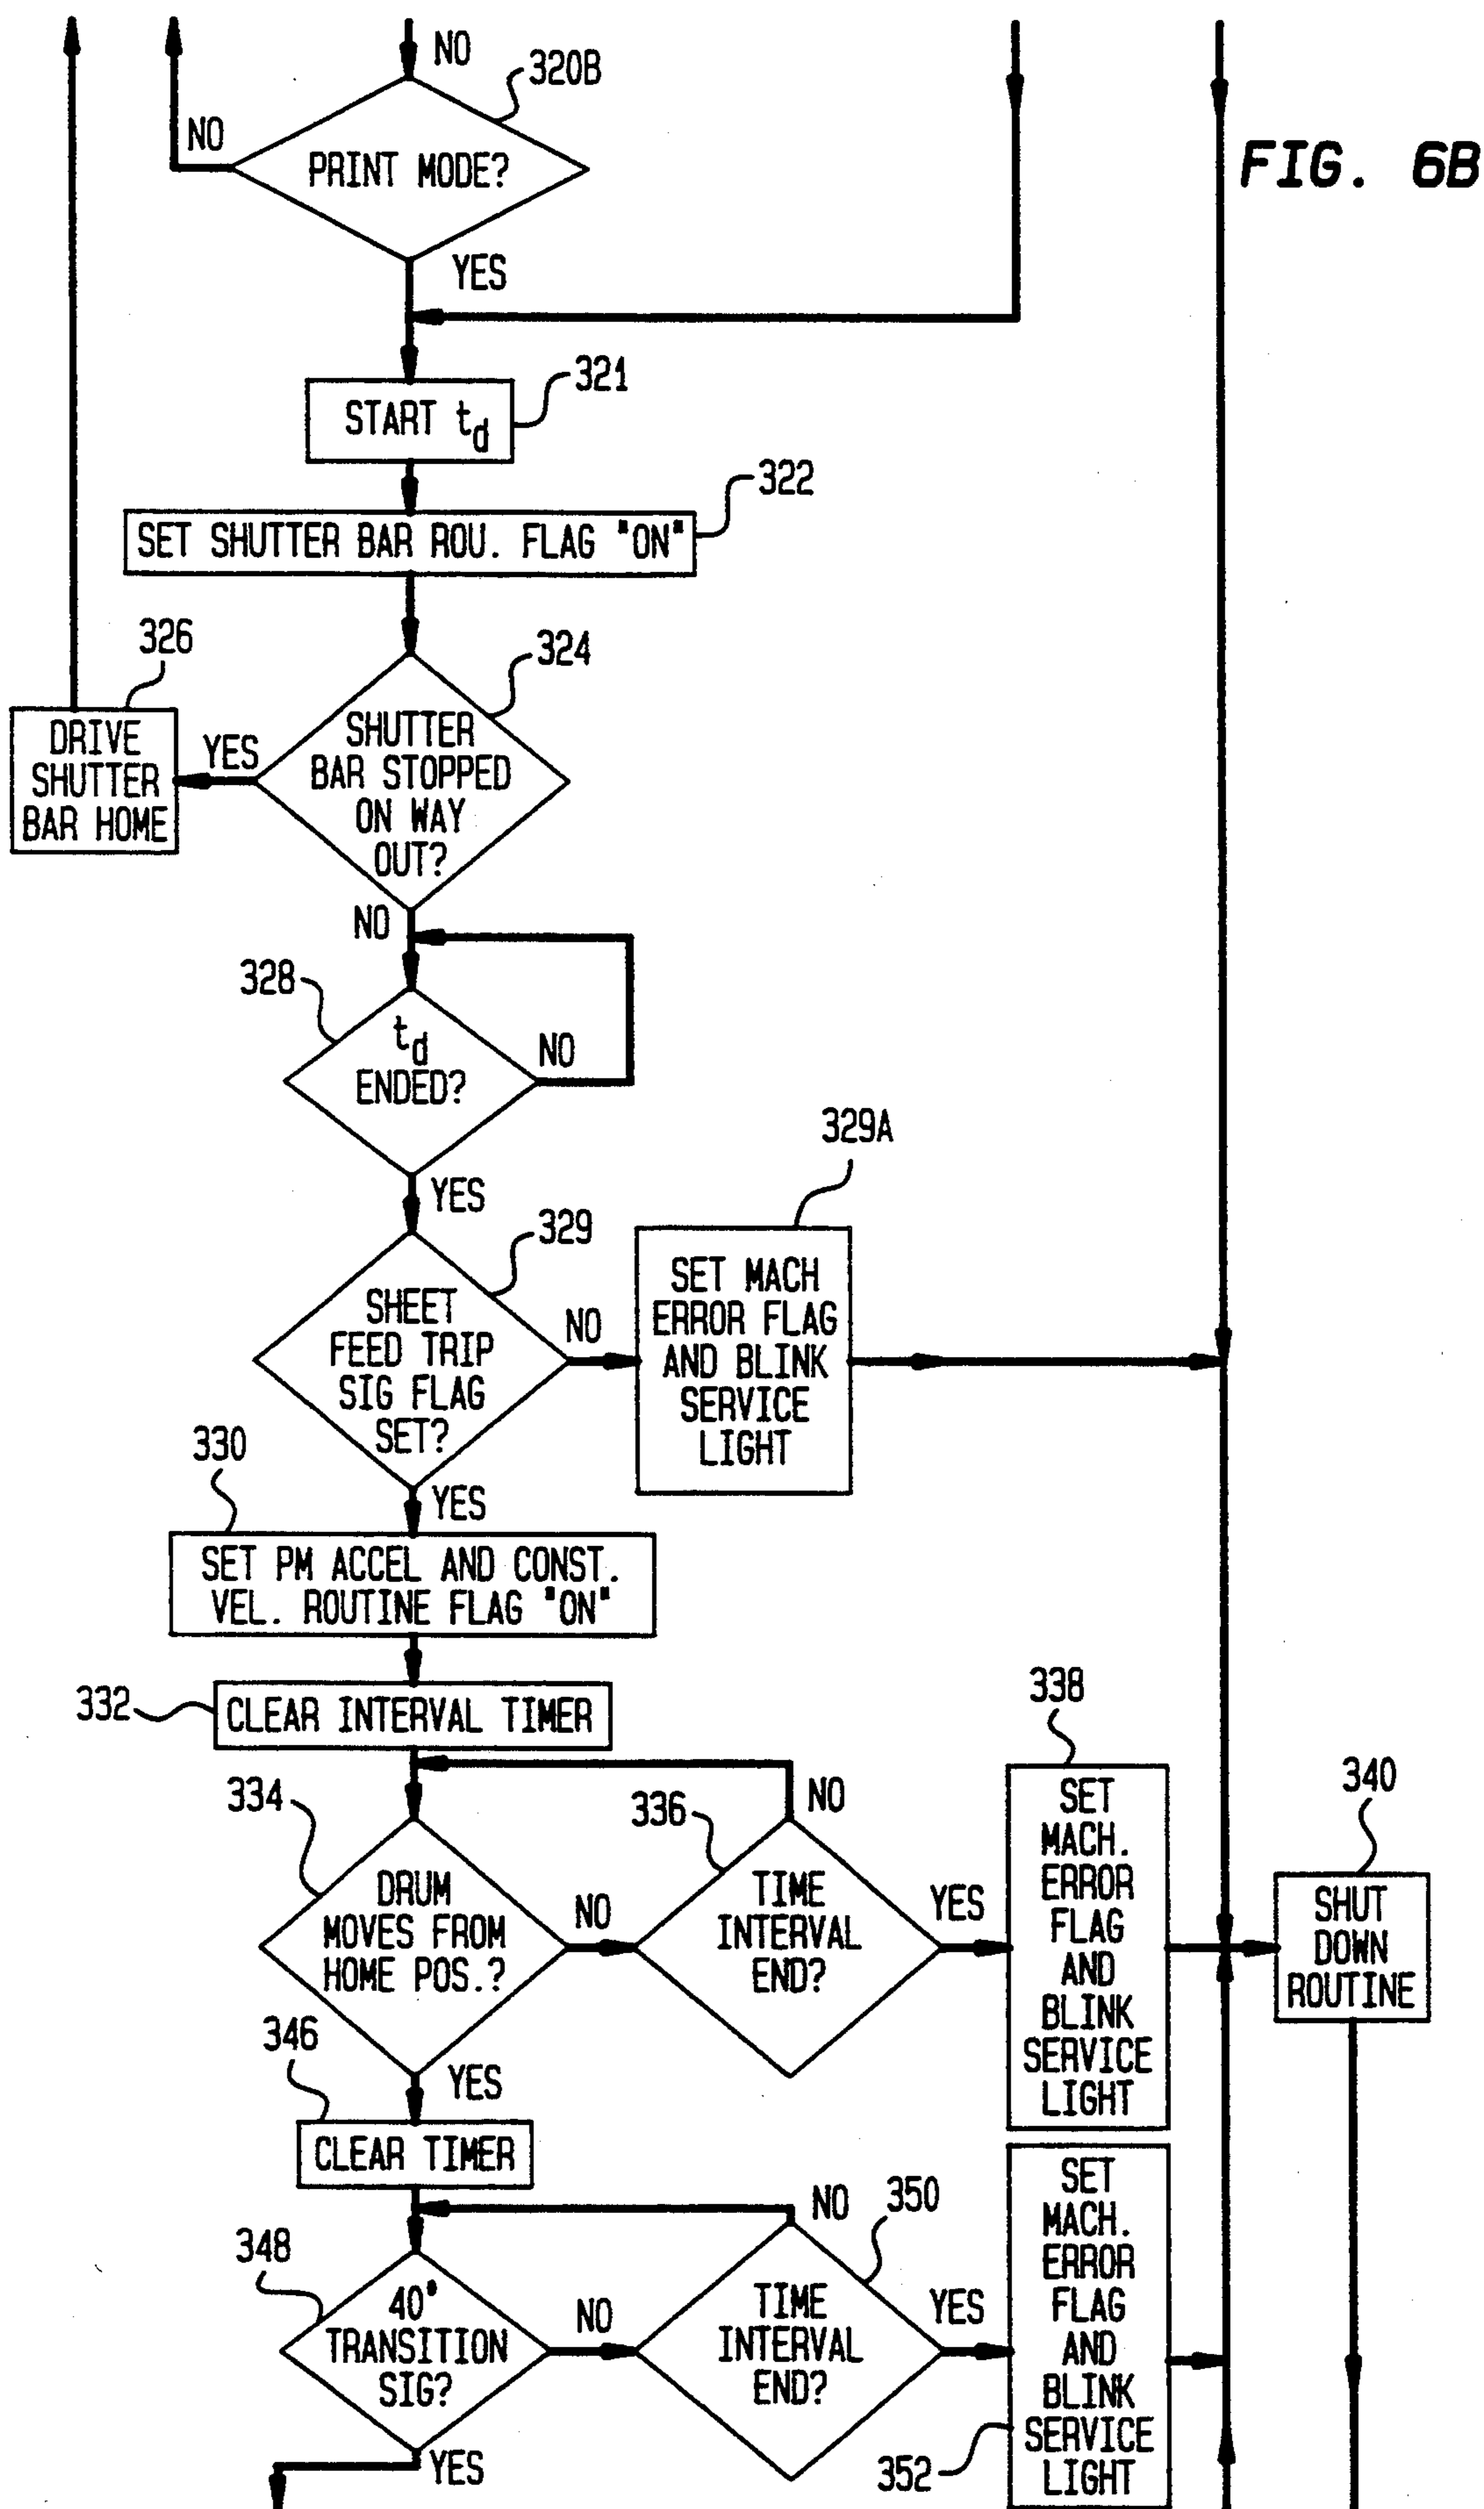 NO
320B
FIG. 6B
NO
PRINT MODE?
YES
321
START td
322
SET SHUTTER BAR ROU. FLAG "ON"
326
324
DRIVE
SHUTTER
BAR HOME
YES
SHUTTER
BAR STOPPED
ON WAY
OUT?
NO
328
td
ENDED?
NO
YES
329A
329
SHEET
FEED TRIP
SIG FLAG
SET?
NO
SET MACH
ERROR FLAG
AND BLINK
SERVICE
LIGHT
330
YES
SET PM ACCEL AND CONST.
VEL. ROUTINE FLAG "ON"
332
CLEAR INTERVAL TIMER
334
DRUM
MOVES FROM
HOME POS.?
NO
336
NO
TIME
INTERVAL
END?
YES
338
SET
MACH.
ERROR
FLAG
AND
BLINK
SERVICE
LIGHT
340
SHUT
DOWN
ROUTINE
346
YES
CLEAR TIMER
348
40°
TRANSITION
SIG?
NO
NO
350
TIME
INTERVAL
END?
YES
SET
MACH.
ERROR
FLAG
AND
BLINK
SERVICE
LIGHT
352
YES